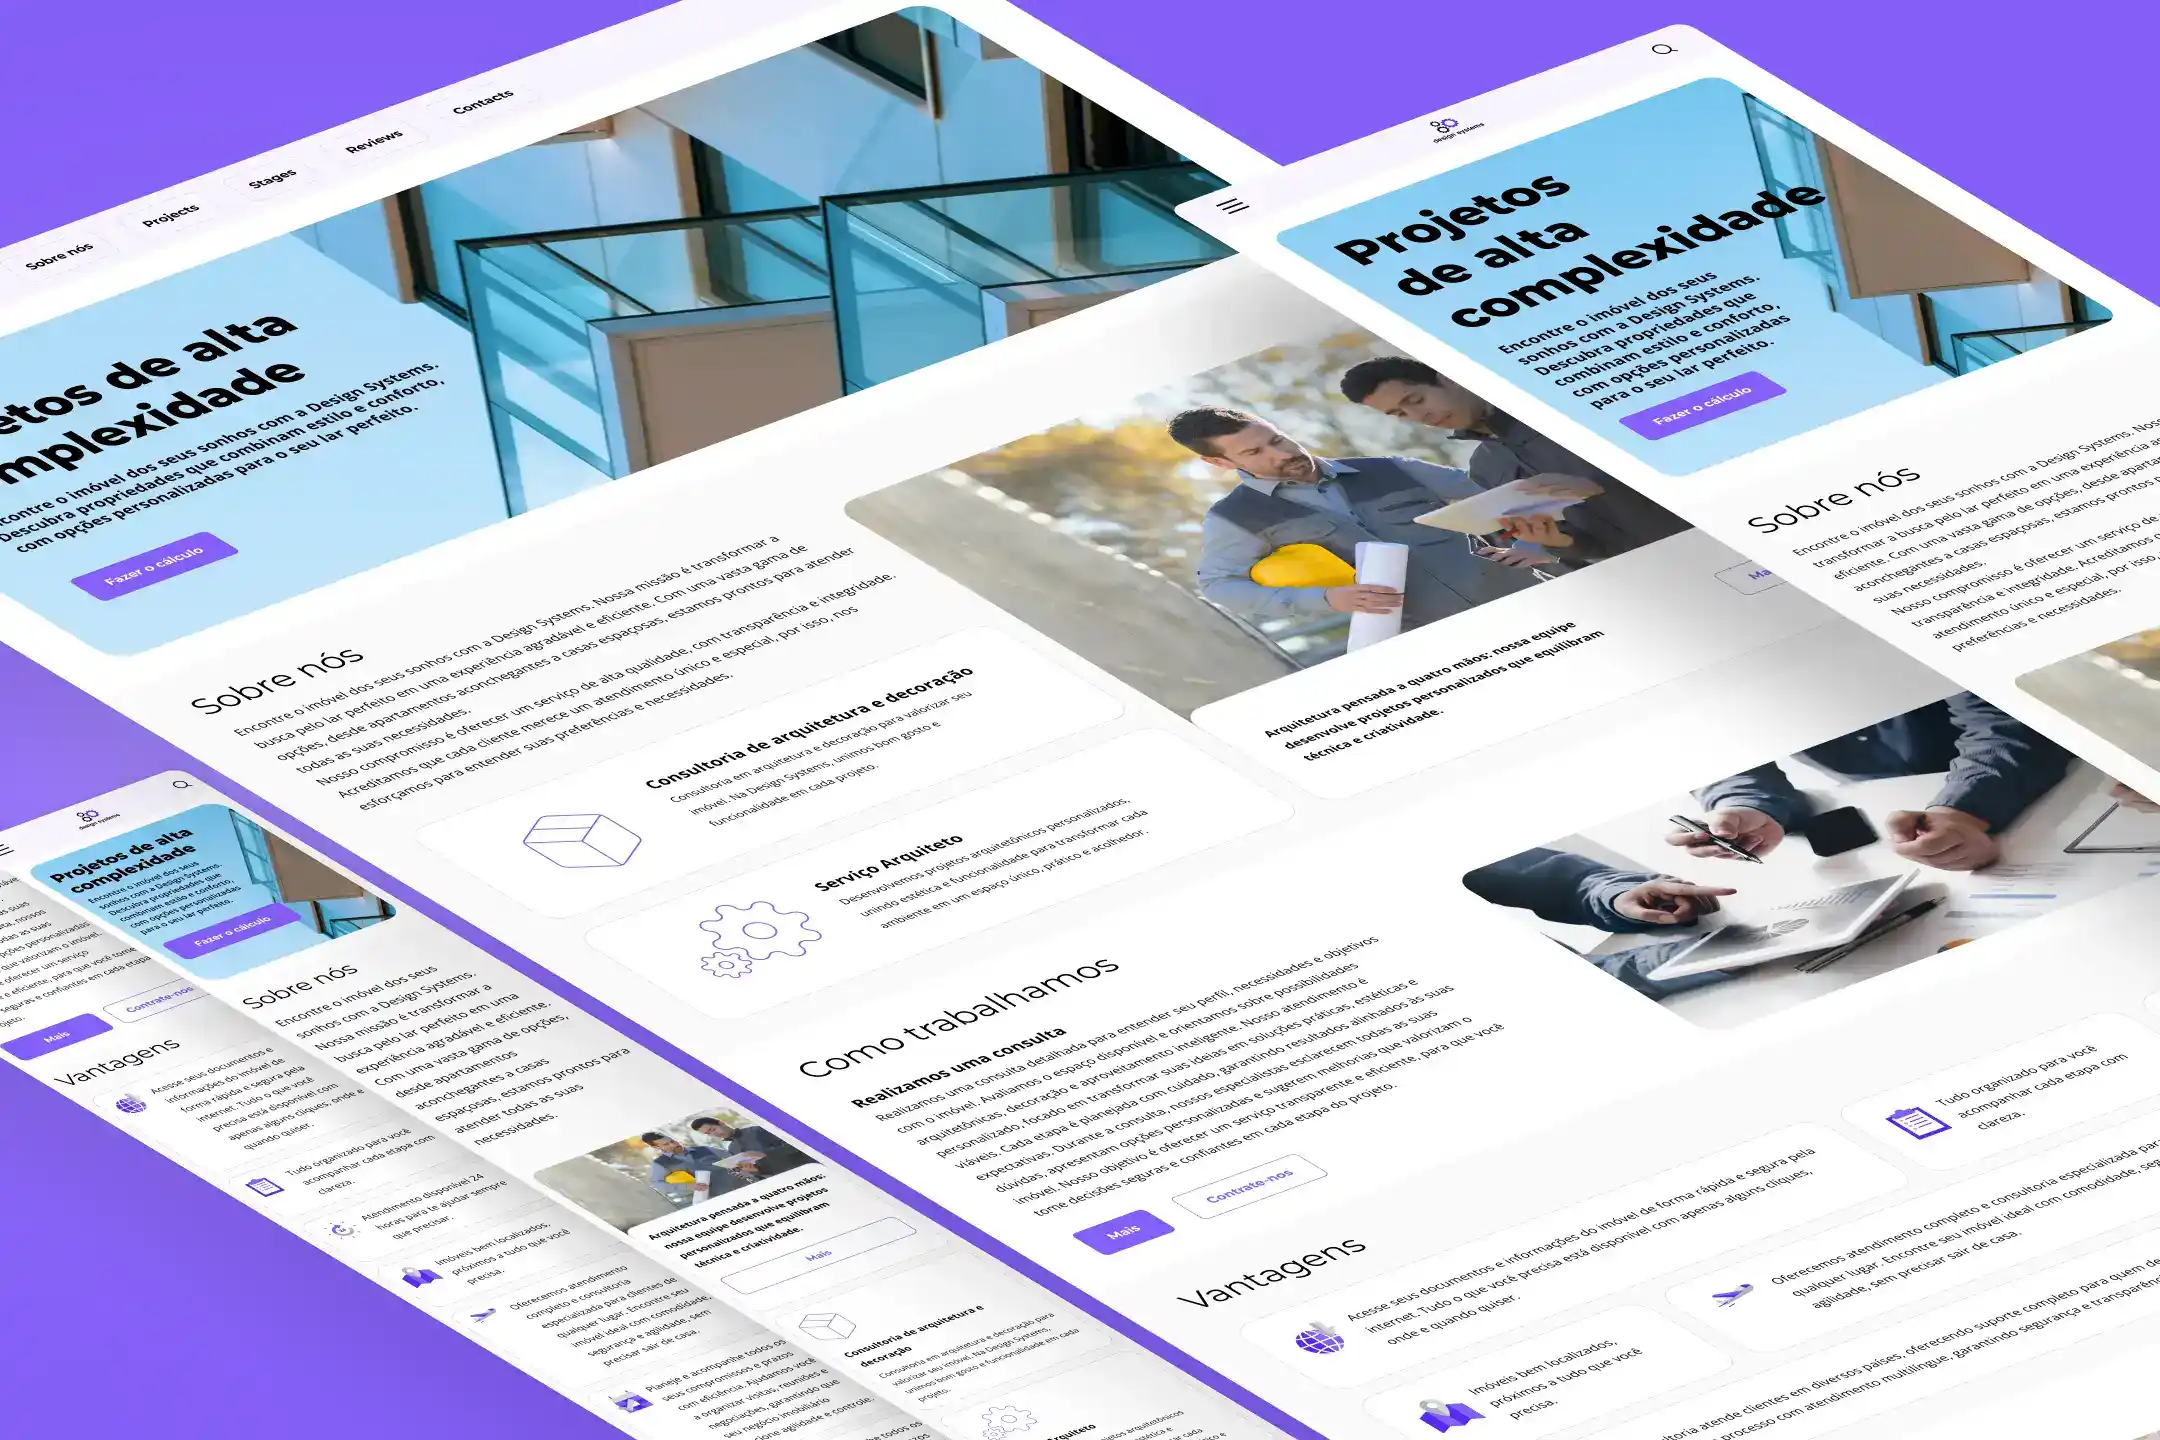 Sobre nós
Projects
Stages
Reviews
Contacts
etos de alta
mplexidade
contre o imóvel dos seus sonhos com a Design Systems.
Descubra propriedades que combinam estilo e conforto,
com opções personalizadas para o seu lar perfeito.
Fazer o cálculo
Sobre nós
Encontre o imóvel dos seus sonhos com a Design Systems. Nossa missão é transformar a
busca pelo lar perfeito em uma experiência agradável e eficiente. Com uma vasta gama de
opções, desde apartamentos aconchegantes a casas espaçosas, estamos prontos para atender
todas as suas necessidades.
Nosso compromisso é oferecer um serviço de alta qualidade, com transparência e integridade.
Acreditamos que cada cliente merece um atendimento único e especial, por isso, nos
esforçamos para entender suas preferências e necessidades.
Consultoria de arquitetura e decoração
Consultoria em arquitetura e decoração para valorizar seu
imóvel. Na Design Systems, unimos bom gosto e
funcionalidade em cada projeto.
Serviço Arquiteto
Desenvolvemos projetos arquitetônicos personalizados,
unindo estética e funcionalidade para transformar cada
ambiente em um espaço único, prático e acolhedor.
Arquitetura pensada a quatro mãos: nossa equipe
desenvolve projetos personalizados que equilibram
técnica e criatividade.
Ma
Como trabalhamos
Realizamos uma consulta
Realizamos uma consulta detalhada para entender seu perfil, necessidades e objetivos
com o imóvel. Avaliamos o espaço disponível e orientamos sobre possibilidades
arquitetônicas, decoração e aproveitamento inteligente. Nosso atendimento é
personalizado, focado em transformar suas ideias em soluções práticas, estéticas e
viáveis. Cada etapa é planejada com cuidado, garantindo resultados alinhados às suas
expectativas. Durante a consulta, nossos especialistas esclarecem todas as suas
dúvidas, apresentam opções personalizadas e sugerem melhorias que valorizam o
imóvel. Nosso objetivo é oferecer um serviço transparente e eficiente, para que você
tome decisões seguras e confiantes em cada etapa do projeto.
Mais
Contrate-nos
Vantagens
Acesse seus documentos e informações do imóvel de forma rápida e segura pela
internet. Tudo o que você precisa está disponível com apenas alguns cliques,
onde e quando quiser.
Tudo organizado para você
acompanhar cada etapa com
clareza.
Imóveis bem localizados,
próximos a tudo que você
precisa.
Oferecemos atendimento completo e consultoria especializada para
qualquer lugar. Encontre seu imóvel ideal com comodidade, seg
agilidade, sem precisar sair de casa.
oria atende clientes em diversos países, oferecendo suporte completo para quem de
processo com atendimento multilíngue, garantindo segurança e transparênc
design systems
Projetos
de alta
complexidade
Encontre o imóvel dos seus
sonhos com a Design Systems.
Descubra propriedades que
combinam estilo e conforto,
com opções personalizadas
para o seu lar perfeito.
Fazer o cálculo
Sobre nós
Encontre o imóvel dos seus sonhos com a Design Systems. Nos
transformar a busca pelo lar perfeito em uma experiência a
eficiente. Com uma vasta gama de opções, desde aparta
aconchegantes a casas espaçosas, estamos prontos
suas necessidades.
Nosso compromisso é oferecer um serviço de
transparência e integridade. Acreditamos
atendimento único e especial, por isso,
preferências e necessidades.
design systems
Projetos de alta
complexidade
Encontre o imóvel dos seus
sonhos com a Design Systems.
Descubra propriedades que
combinam estilo e conforto,
com opções personalizadas
para o seu lar perfeito.
Fazer o cálculo
Sobre nós
Encontre o imóvel dos seus
sonhos com a Design Systems.
Nossa missão é transformar a
busca pelo lar perfeito em uma
experiência agradável e eficiente.
Com uma vasta gama de opções,
desde apartamentos
aconchegantes a casas
espaçosas, estamos prontos para
atender todas as suas
necessidades.
Arquitetura pensada a quatro mãos:
nossa equipe desenvolve projetos
personalizados que equilibram
técnica e criatividade.
Mais
Consultoria de arquitetura e
decoração
Consultoria em arquitetura e decoração para
valorizar seu imóvel. Na Design Systems,
unimos bom gosto e funcionalidade em cada
projeto.
Arquiteto
que valorizam o imóvel.
oferecer um serviço
e eficiente, para que você tome
seguras e confiantes em cada etapa
ojeto.
Mais
Contrate-nos
Vantagens
Acesse seus documentos e
informações do imóvel de
forma rápida e segura pela
internet. Tudo o que você
precisa está disponível com
apenas alguns cliques, onde e
quando quiser.
Tudo organizado para você
acompanhar cada etapa com
clareza.
Atendimento disponível 24
horas para te ajudar sempre
que precisar.
Imóveis bem localizados,
próximos a tudo que você
precisa.
Oferecemos atendimento
completo e consultoria
especializada para clientes de
qualquer lugar. Encontre seu
imóvel ideal com comodidade,
segurança e agilidade, sem
precisar sair de casa.
Planeje e acompanhe todos os
seus compromissos e prazos
com eficiência. Ajudamos você
a organizar visitas, reuniões e
negociações, garantindo que
seu negócio imobiliário
cione agilidade e controle.